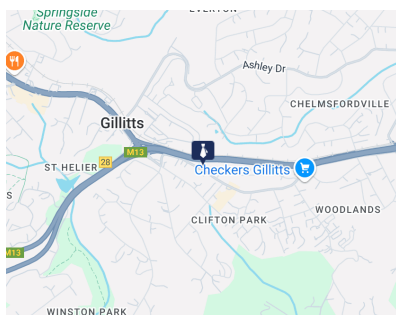 EVERTON
Springside
Nature Reserve
Ashley Dr
CHELMSFORDVILLE
Gillitts
M13
28
ST HELIER
Checkers Gillitts
S
WOODLANDS
CLIFTON PARK
M13
WINSTON PARK